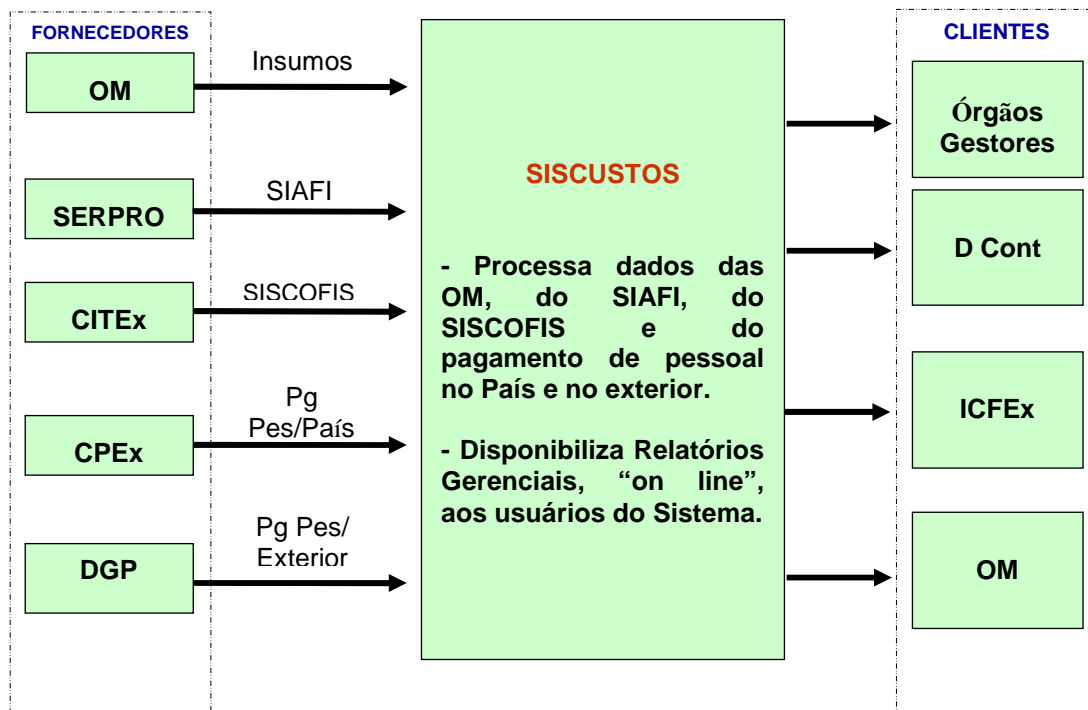 FORNECEDORES
OM
SERPRO
CITEx
CPEx
DGP
Insumos
SIAFI
SISCOFIS
Pg
Pes/País
Pg Pes/
Exterior
SISCUSTOS
- Processa dados das
OM, do SIAFI, do
SISCOFIS e do
pagamento de pessoal
no País e no exterior.
- Disponibiliza Relatórios
Gerenciais, “on line”,
aos usuários do Sistema.
CLIENTES
Órgãos
Gestores
D Cont
ICFEx
OM